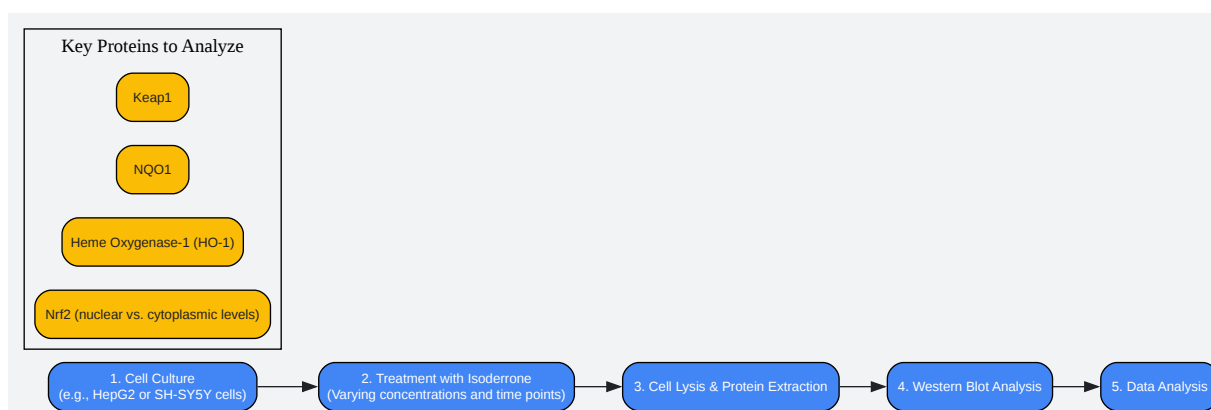 Key Proteins to Analyze
Keap1
NQO1
Heme Oxygenase-1 (HO-1)
Nrf2 (nuclear vs. cytoplasmic levels)
1. Cell Culture
(e.g., HepG2 or SH-SY5Y cells)
2. Treatment with Isoderrone
(Varying concentrations and time points)
3. Cell Lysis & Protein Extraction
4. Western Blot Analysis
5. Data Analysis